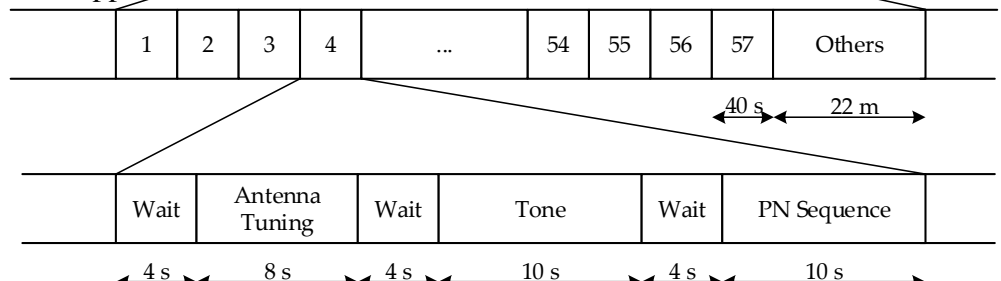 1 2 3 4 ... 54 55 56 57 Others
40 s 22 m
Wait Antenna Tuning Wait Tone Wait PN Sequence
4 s 8 s 4 s 10 s 4 s 10 s